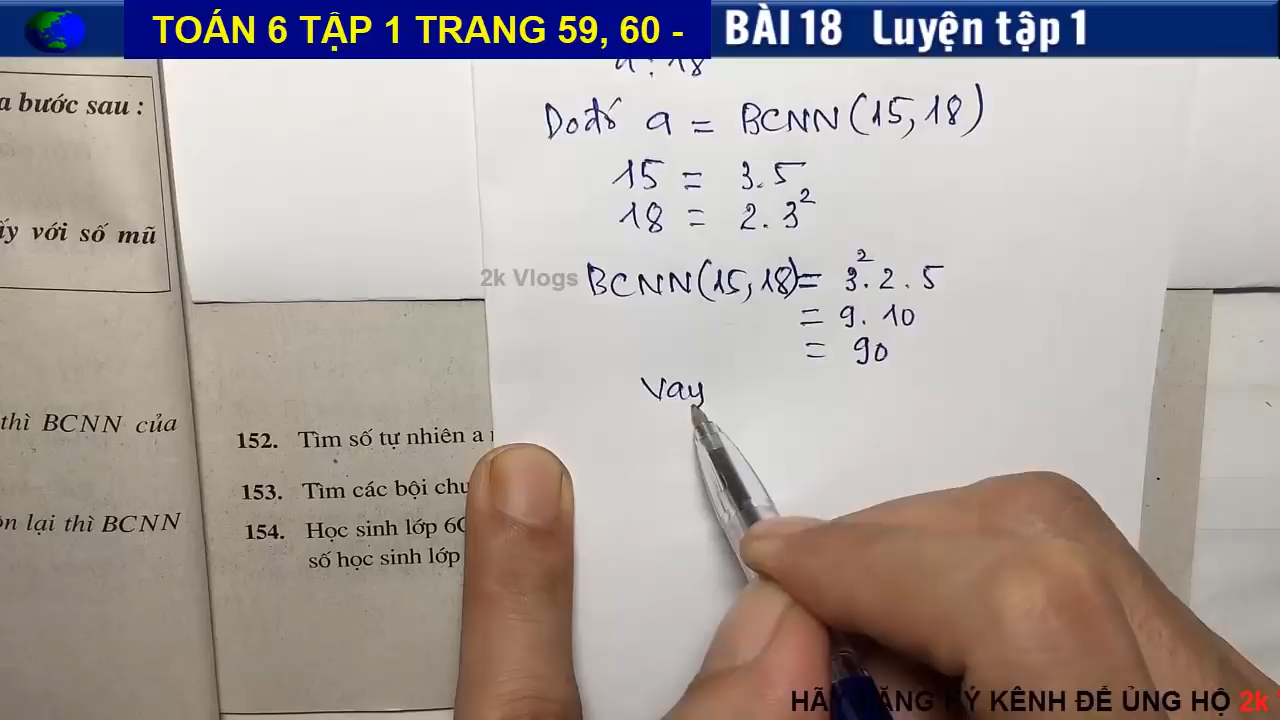 TOÁN 6 TẬP 1 TRANG 59, 60 -
BÀI 18 Luyện tập 1
a bước sau :
ấy với số mũ
thì BCNN của
ọn lại thì BCNN
152. Tìm số tự nhiên a
153. Tìm các bội chu
154. Học sinh lớp 6C
số học sinh lớp
a ⋮ 18
Do đó a = BCNN(15, 18)
15 = 3.5
18 = 2.3²
BCNN(15, 18) = 3².2.5
= 9.10
= 90
Vay
2k Vlogs
HÃY ĐĂNG KÝ KÊNH ĐỂ ỦNG HỘ 2k